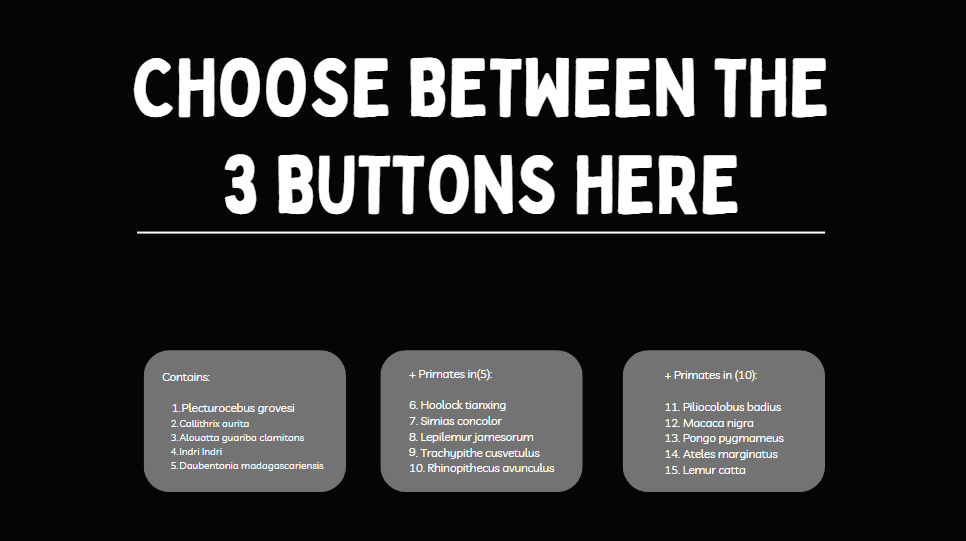 CHOOSE BETWEEN THE
3 BUTTONS HERE
Contains:
1.Plecturocebus grovesi
2.Callithrix aurita
3.Alouatta guariba clamitans
4.Indri Indri
5.Daubentonia madagascariensis
+ Primates in(5):
6. Hoolock tianxing
7. Simias concolor
8. Lepilemur jamesorum
9. Trachypithe cusvetulus
10. Rhinopithecus avunculus
+ Primates in (10):
11. Piliocolobus badius
12. Macaca nigra
13. Pongo pygmameus
14. Ateles marginatus
15. Lemur catta